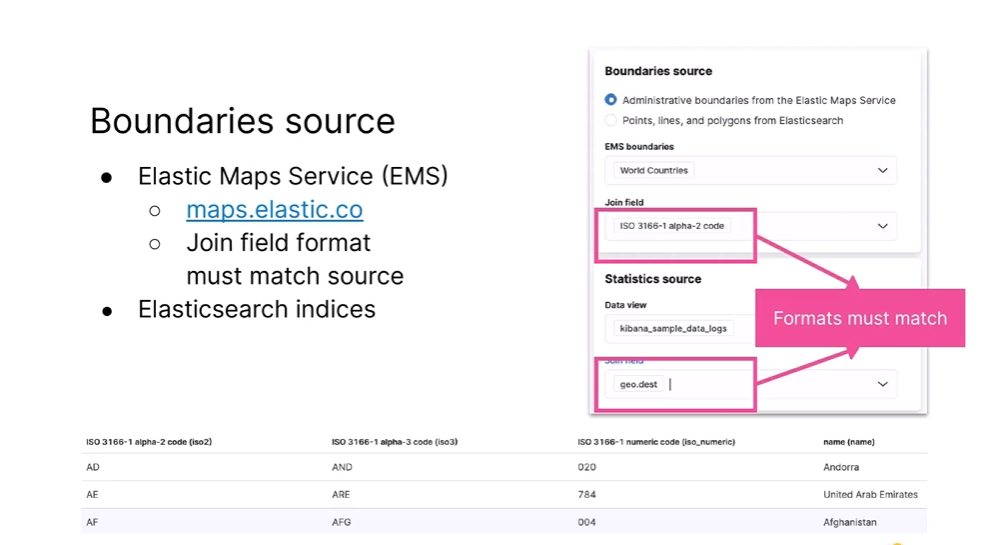 Boundaries source
Elastic Maps Service (EMS)
maps.elastic.co
Join field format
must match source
Elasticsearch indices
Boundaries source
Administrative boundaries from the Elastic Maps Service
Points, lines, and polygons from Elasticsearch
EMS boundaries
World Countries
Join field
ISO 3166-1 alpha-2 code
Statistics source
Data view
kibana_sample_data_logs
Join field
geo.dest
Formats must match
ISO 3166-1 alpha-2 code (iso2) ISO 3166-1 alpha-3 code (iso3) ISO 3166-1 numeric code (iso_numeric) name (name)
AD AND 020 Andorra
AE ARE 784 United Arab Emirates
AF AFG 004 Afghanistan